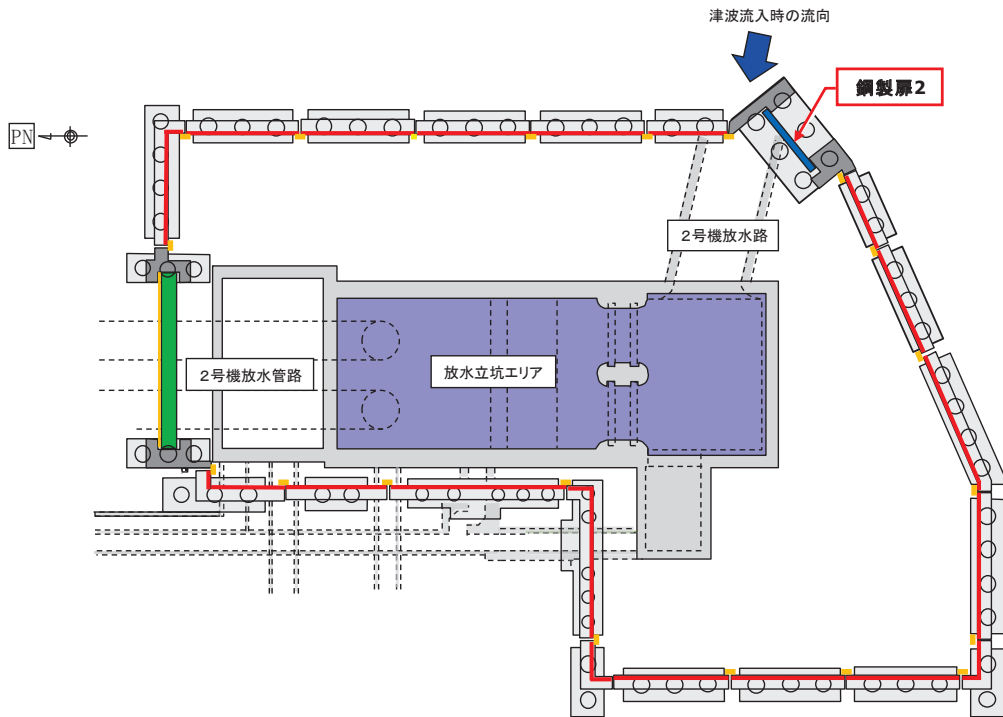 津波流入時の流向
鋼製扉2
PN
2号機放水路
2号機放水管路
放水立坑エリア